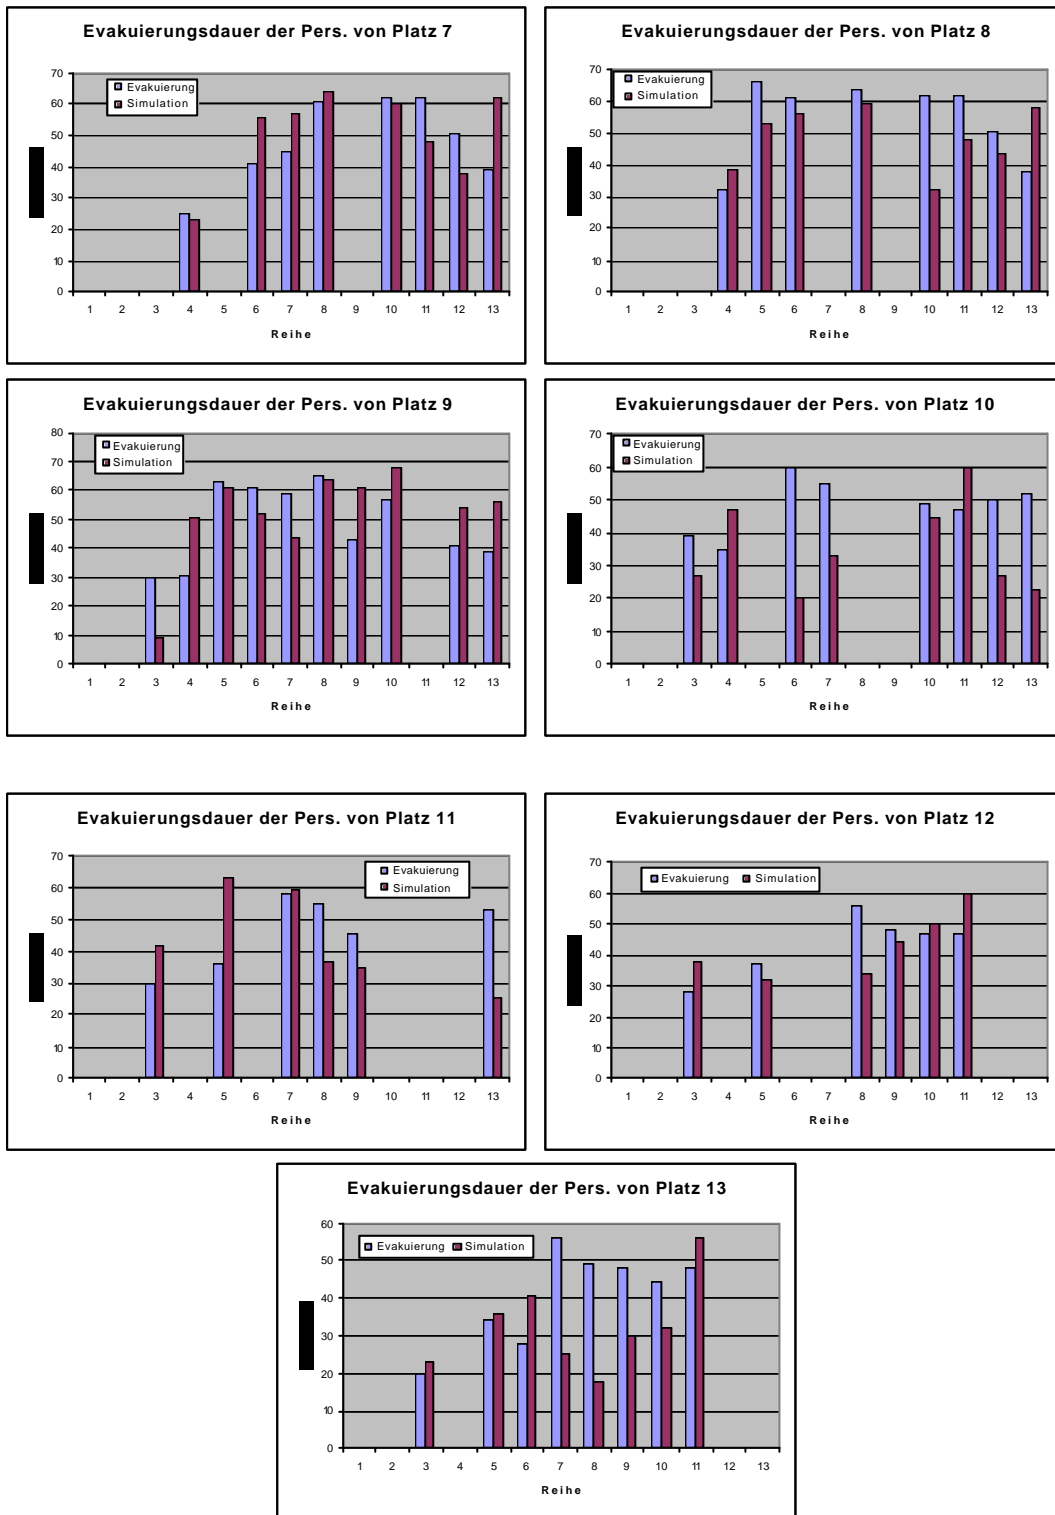 Evakuierungsdauer der Pers. von Platz 7
Evakuierung
Simulation
70
60
50
40
30
20
10
0
1 2 3 4 5 6 7 8 9 10 11 12 13
Reihe
Evakuierungsdauer der Pers. von Platz 8
Evakuierung
Simulation
70
60
50
40
30
20
10
0
1 2 3 4 5 6 7 8 9 10 11 12 13
Reihe
Evakuierungsdauer der Pers. von Platz 9
Evakuierung
Simulation
80
70
60
50
40
30
20
10
0
1 2 3 4 5 6 7 8 9 10 11 12 13
Reihe
Evakuierungsdauer der Pers. von Platz 10
Evakuierung
Simulation
70
60
50
40
30
20
10
0
1 2 3 4 5 6 7 8 9 10 11 12 13
Reihe
Evakuierungsdauer der Pers. von Platz 11
Evakuierung
Simulation
70
60
50
40
30
20
10
0
1 2 3 4 5 6 7 8 9 10 11 12 13
Reihe
Evakuierungsdauer der Pers. von Platz 12
Evakuierung Simulation
70
60
50
40
30
20
10
0
1 2 3 4 5 6 7 8 9 10 11 12 13
Reihe
Evakuierungsdauer der Pers. von Platz 13
Evakuierung Simulation
60
50
40
30
20
10
0
1 2 3 4 5 6 7 8 9 10 11 12 13
Reihe